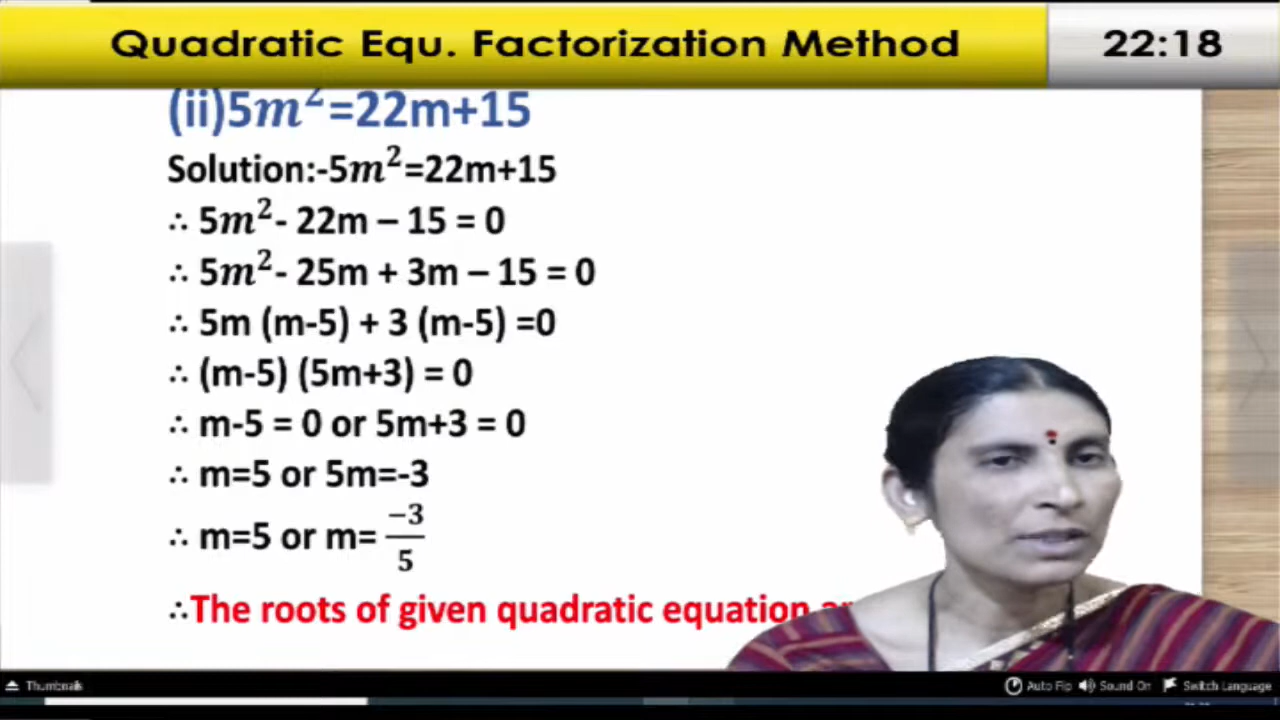 Quadratic Equ. Factorization Method
22:18
(ii)5m²=22m+15
Solution:-5m²=22m+15
∴ 5m²- 22m – 15 = 0
∴ 5m²- 25m + 3m – 15 = 0
∴ 5m (m-5) + 3 (m-5) =0
∴ (m-5) (5m+3) = 0
∴ m-5 = 0 or 5m+3 = 0
∴ m=5 or 5m=-3
∴ m=5 or m= −3/5
∴The roots of given quadratic equation
Thumbnails
Auto Flip
Sound On
Switch Language